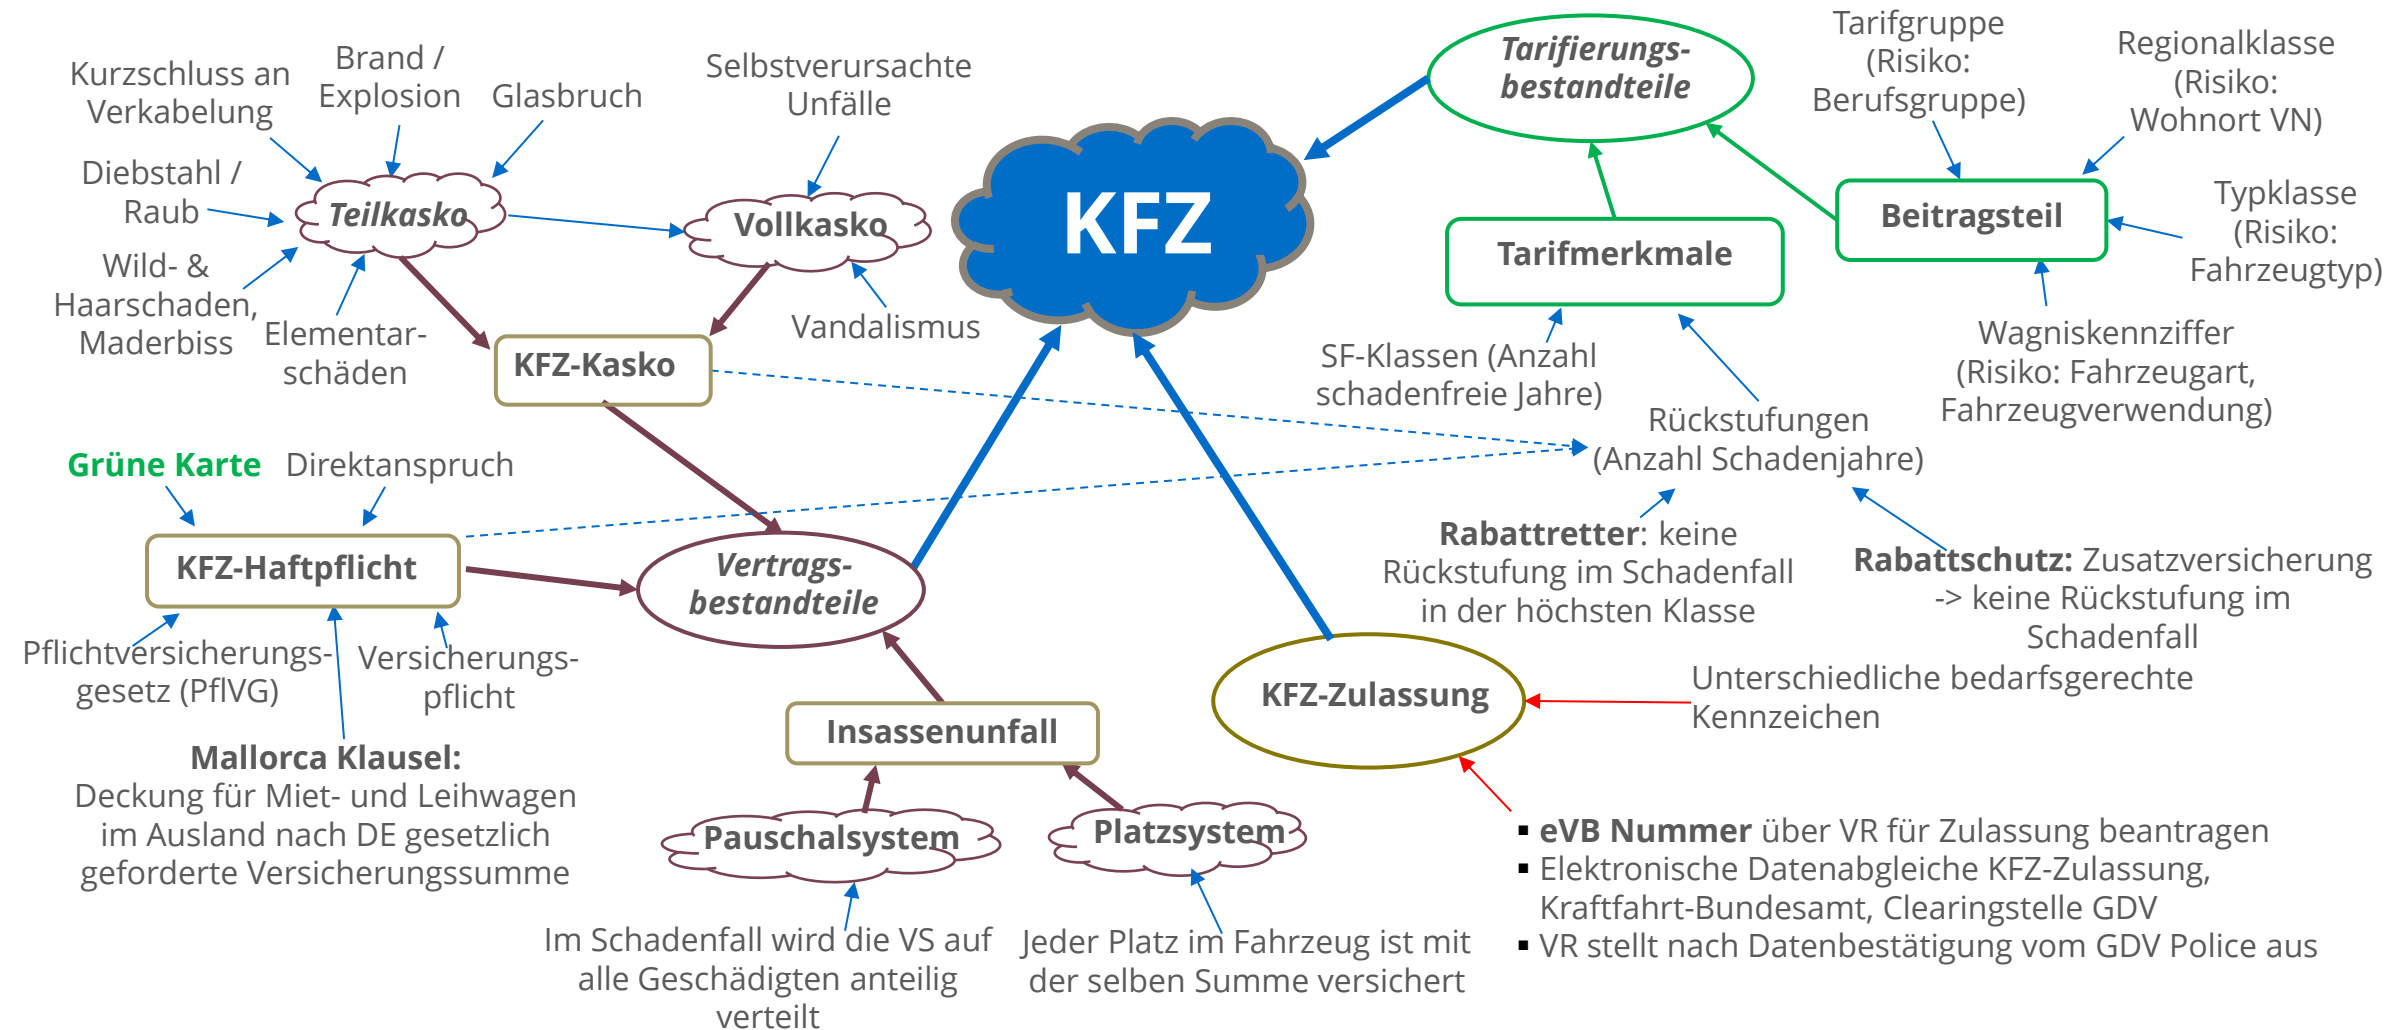 Kurzschluss an
Verkabelung
Brand /
Explosion
Glasbruch
Selbstverursachte
Unfälle
Diebstahl /
Raub
Teilkasko
Vollkasko
Wild- &
Haarschaden,
Maderbiss
Elementar-
schäden
Vandalismus
KFZ-Kasko
KFZ
Tarifierungs-
bestandteile
Tarifgruppe
(Risiko:
Berufsgruppe)
Regionalklasse
(Risiko:
Wohnort VN)
Beitragsteil
Typklasse
(Risiko:
Fahrzeugtyp)
Tarifmerkmale
Wagniskennziffer
(Risiko: Fahrzeugart,
Fahrzeugverwendung)
SF-Klassen (Anzahl
schadenfreie Jahre)
Rückstufungen
(Anzahl Schadenjahre)
Rabattretter: keine
Rückstufung im Schadenfall
in der höchsten Klasse
Rabattschutz: Zusatzversicherung
-> keine Rückstufung im
Schadenfall
Grüne Karte
Direktanspruch
KFZ-Haftpflicht
Vertrags-
bestandteile
Pflichtversicherungs-
gesetz (PflVG)
Versicherungs-
pflicht
Mallorca Klausel:
Deckung für Miet- und Leihwagen
im Ausland nach DE gesetzlich
geforderte Versicherungssumme
Insassenunfall
Pauschalsystem
Platzsystem
Im Schadenfall wird die VS auf
alle Geschädigten anteilig
verteilt
Jeder Platz im Fahrzeug ist mit
der selben Summe versichert
KFZ-Zulassung
Unterschiedliche bedarfsgerechte
Kennzeichen
▪ eVB Nummer über VR für Zulassung beantragen
▪ Elektronische Datenabgleiche KFZ-Zulassung,
Kraftfahrt-Bundesamt, Clearingstelle GDV
▪ VR stellt nach Datenbestätigung vom GDV Police aus